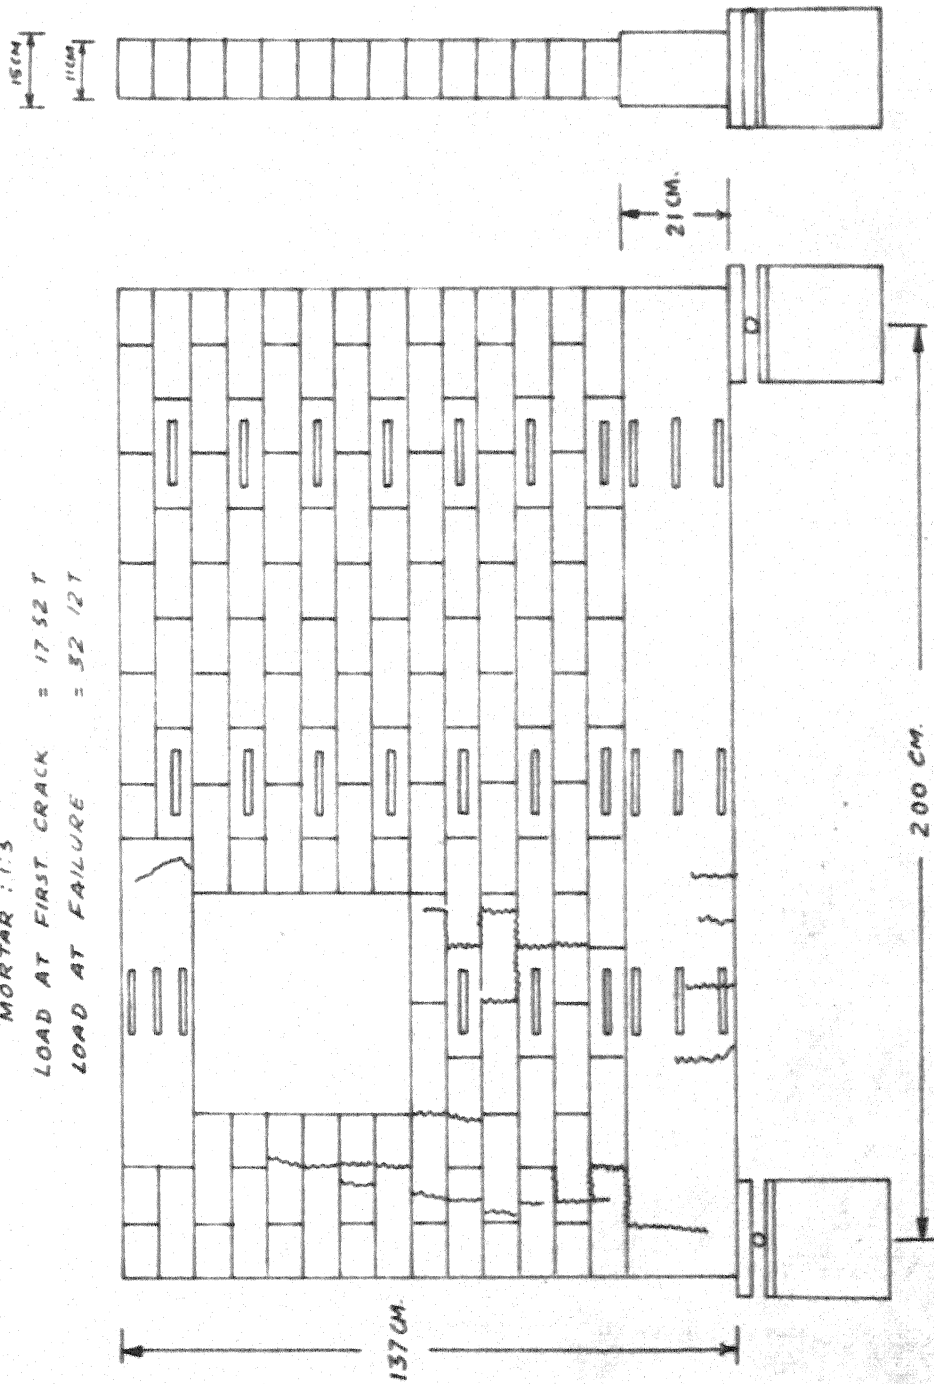 MORTAR : 1:3
LOAD AT FIRST CRACK = 17 52 T
LOAD AT FAILURE = 32 12 T
15 CM
11 CM
21 CM.
137 CM.
200 CM.